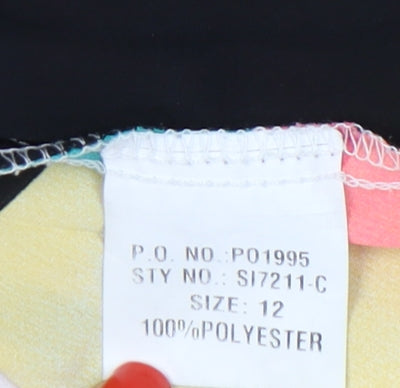 P.O. NO.:PO1995
STY NO.: SI7211-C
SIZE: 12
100%POLYESTER